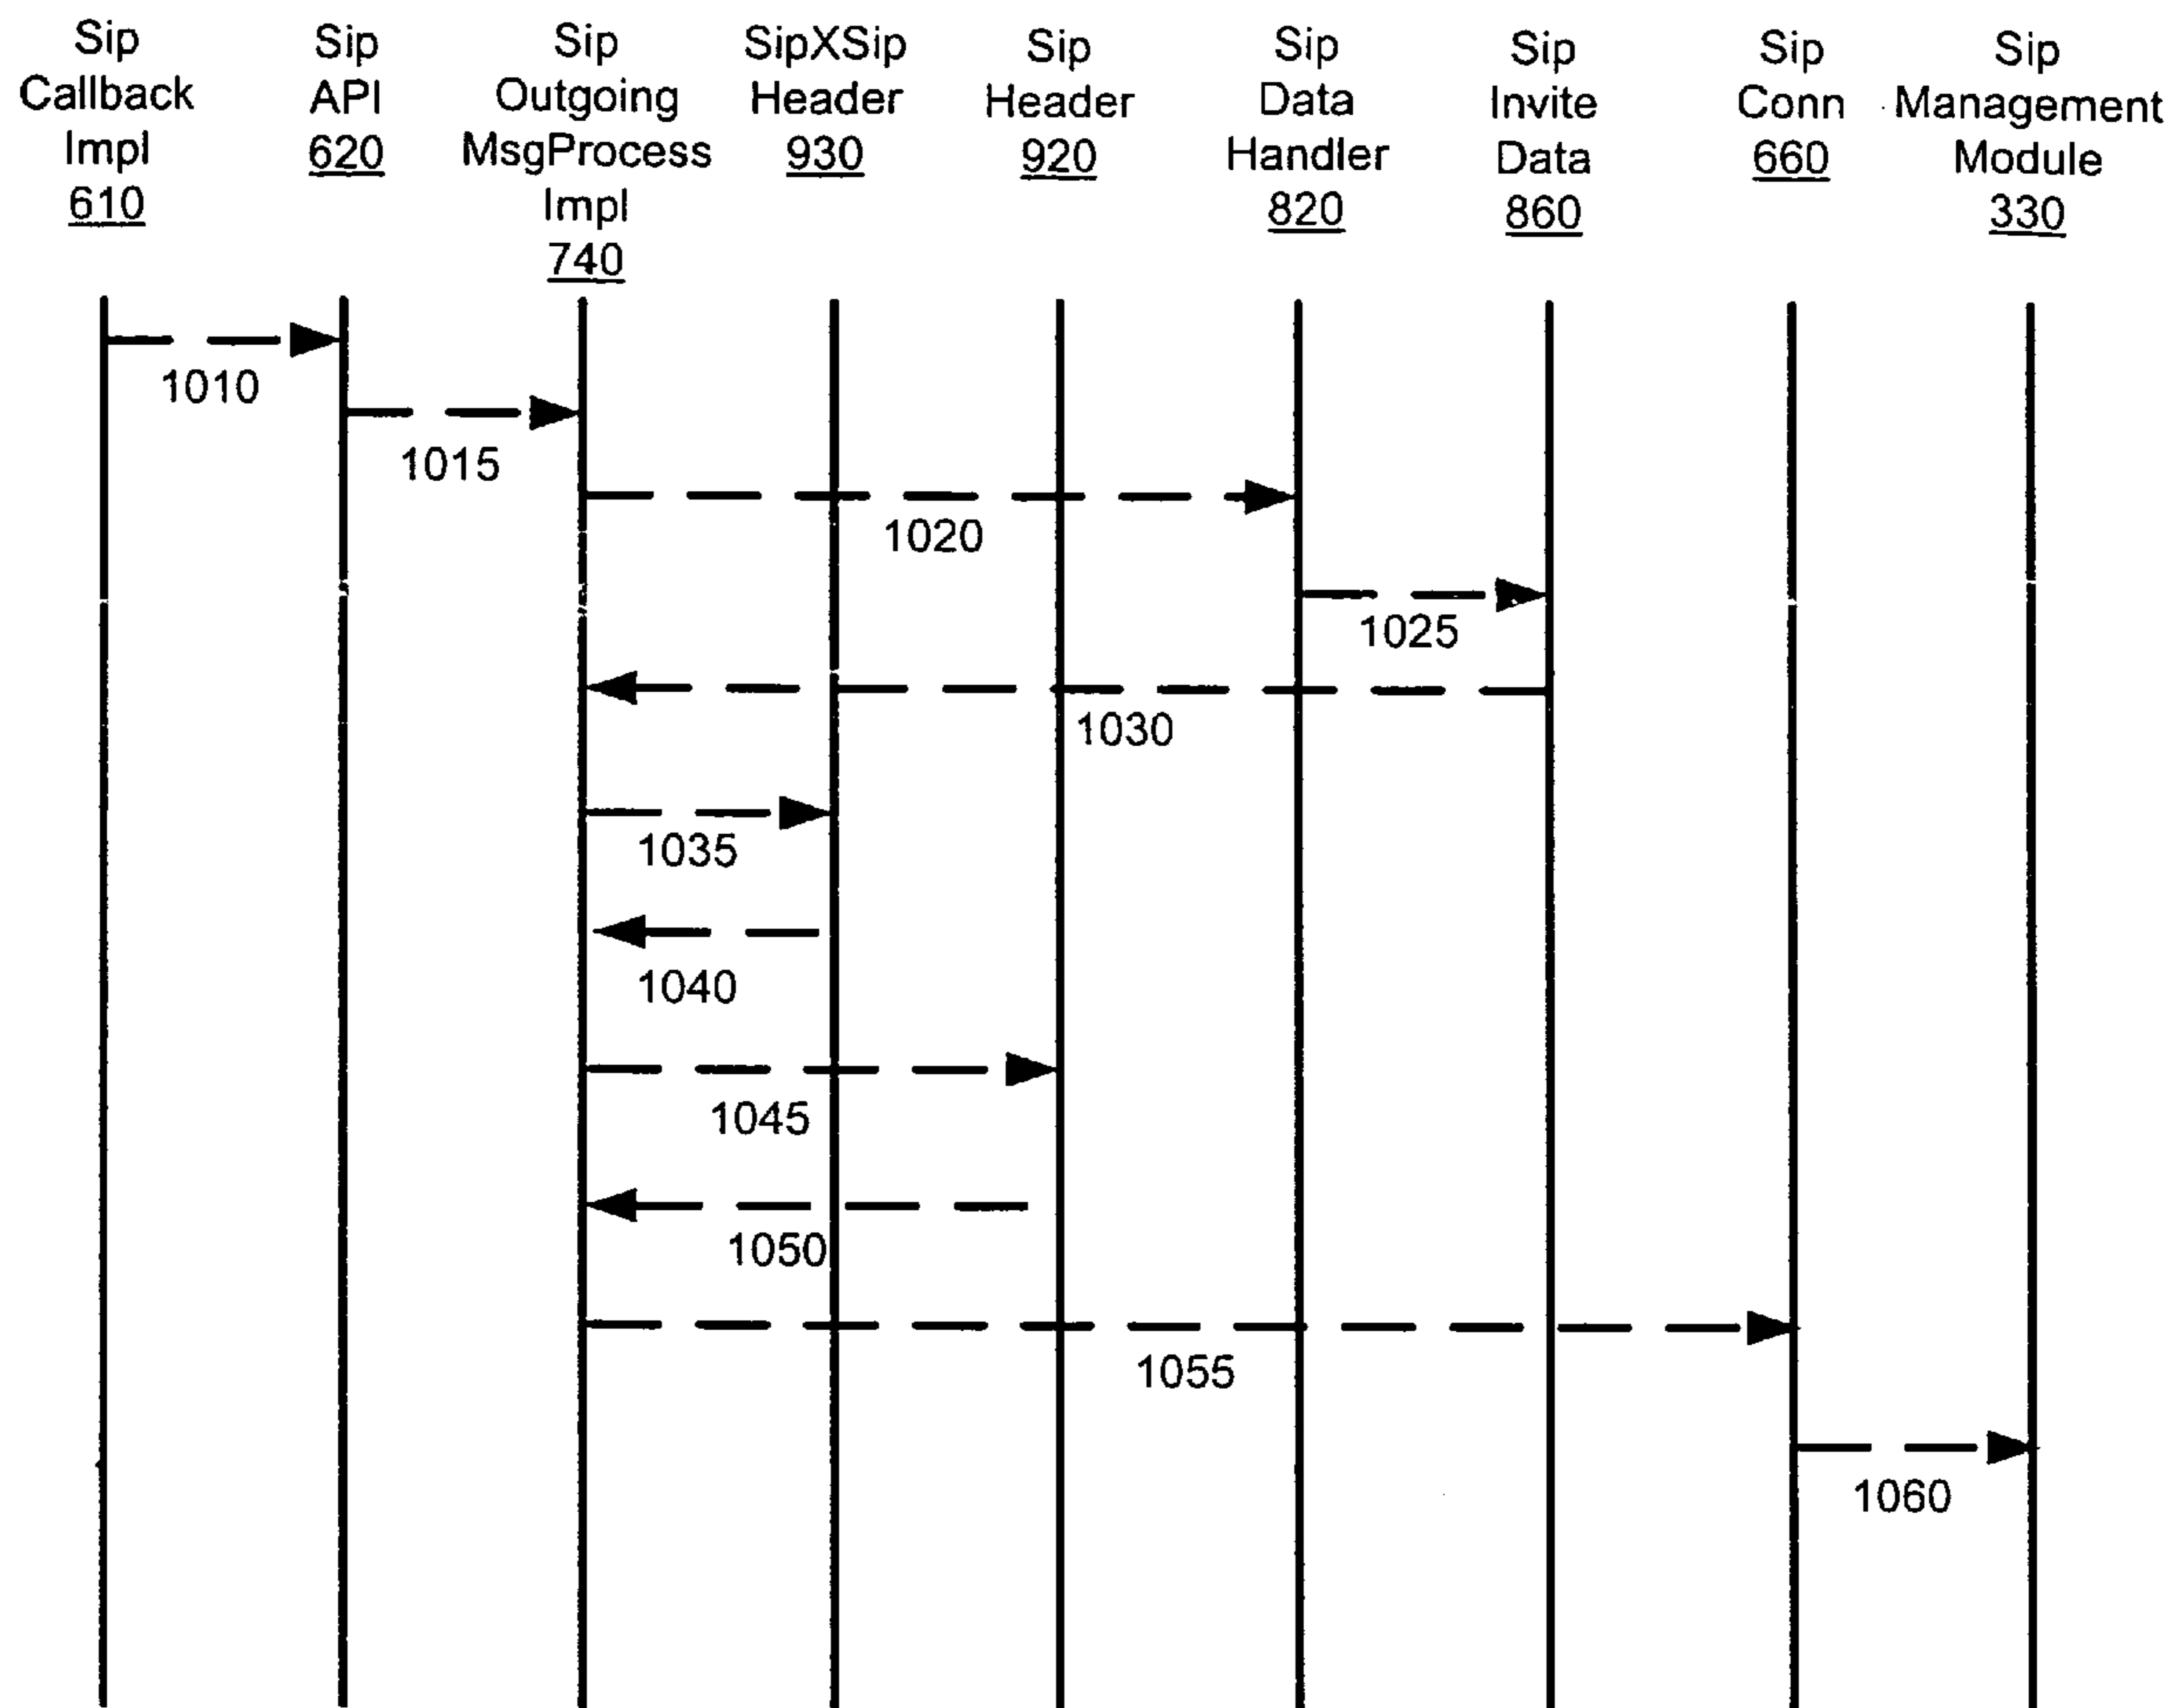 Sip
Callback
Impl
610
Sip
API
620
Sip
Outgoing
MsgProcess
Impl
740
SipXSip
Header
930
Sip
Header
920
Sip
Data
Handler
820
Sip
Invite
Data
860
Sip
Conn
660
Sip
Management
Module
330
1010
1015
1020
1025
1030
1035
1040
1045
1050
1055
1060